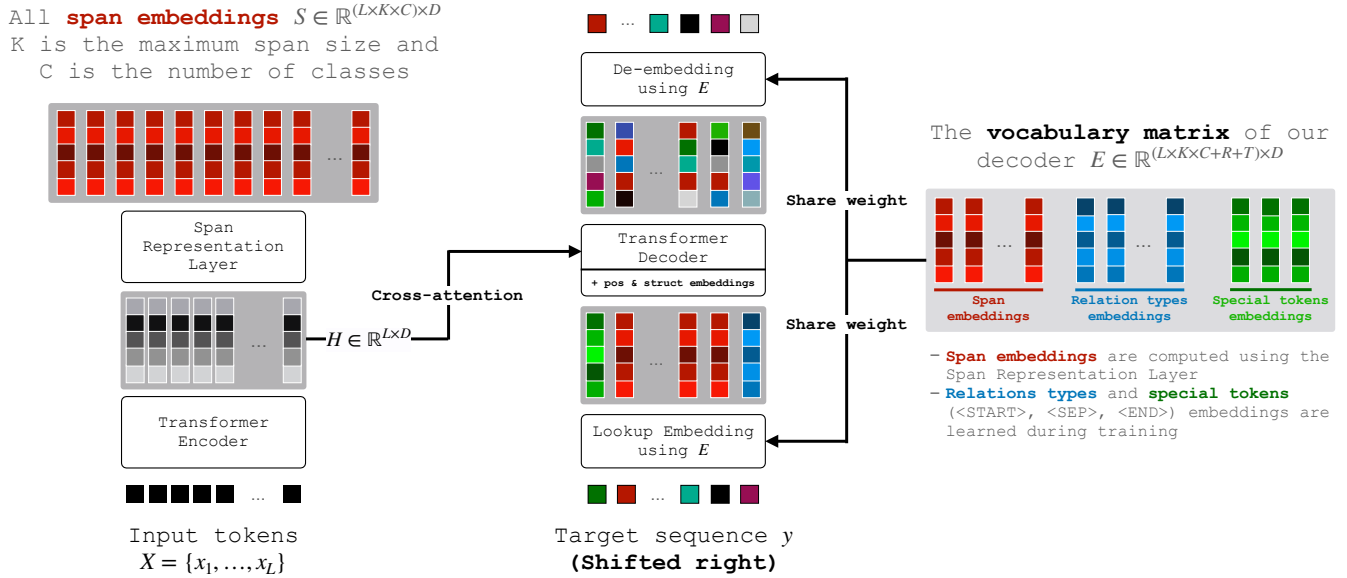 All span embeddings S ∈ ℝ^{(L×K×C)×D}
K is the maximum span size and
C is the number of classes
...
Span
Representation
Layer
...
H ∈ ℝ^{L×D}
Transformer
Encoder
...
Input tokens
X = {x_1, …, x_L}
Cross-attention
...
De-embedding
using E
...
Transformer
Decoder
+ pos & struct embeddings
...
Lookup Embedding
using E
...
Target sequence y
(Shifted right)
Share weight
Share weight
The vocabulary matrix of our
decoder E ∈ ℝ^{(L×K×C+R+T)×D}
...
...
Span
embeddings
Relation types
embeddings
Special tokens
embeddings
– Span embeddings are computed using the
Span Representation Layer
– Relations types and special tokens
(<START>, <SEP>, <END>) embeddings are
learned during training